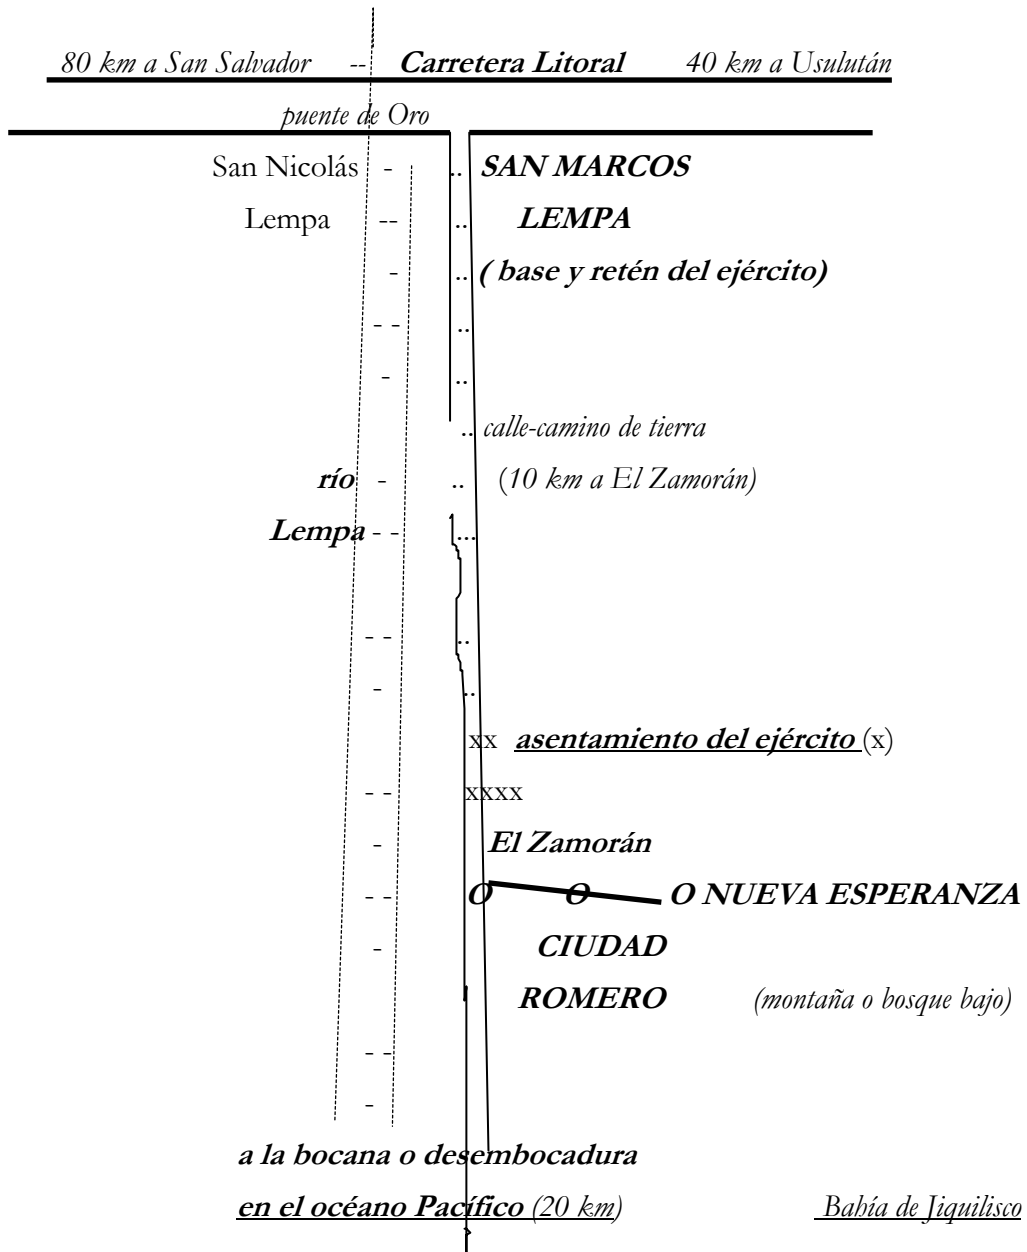 80 km a San Salvador -- Carretera Litoral 40 km a Usulután
puente de Oro
San Nicolás - .. SAN MARCOS
Lempa -- .. LEMPA
- .. ( base y retén del ejército)
- - ..
- ..
.. calle-camino de tierra
río - .. (10 km a El Zamorán)
Lempa - - ...
- - ..
- ..
xx asentamiento del ejército (x)
- - xxxx
- El Zamorán
- - O O O NUEVA ESPERANZA
- CIUDAD
ROMERO (montaña o bosque bajo)
- -
-
a la bocana o desembocadura
en el océano Pacífico (20 km) Bahía de Jiquilisco